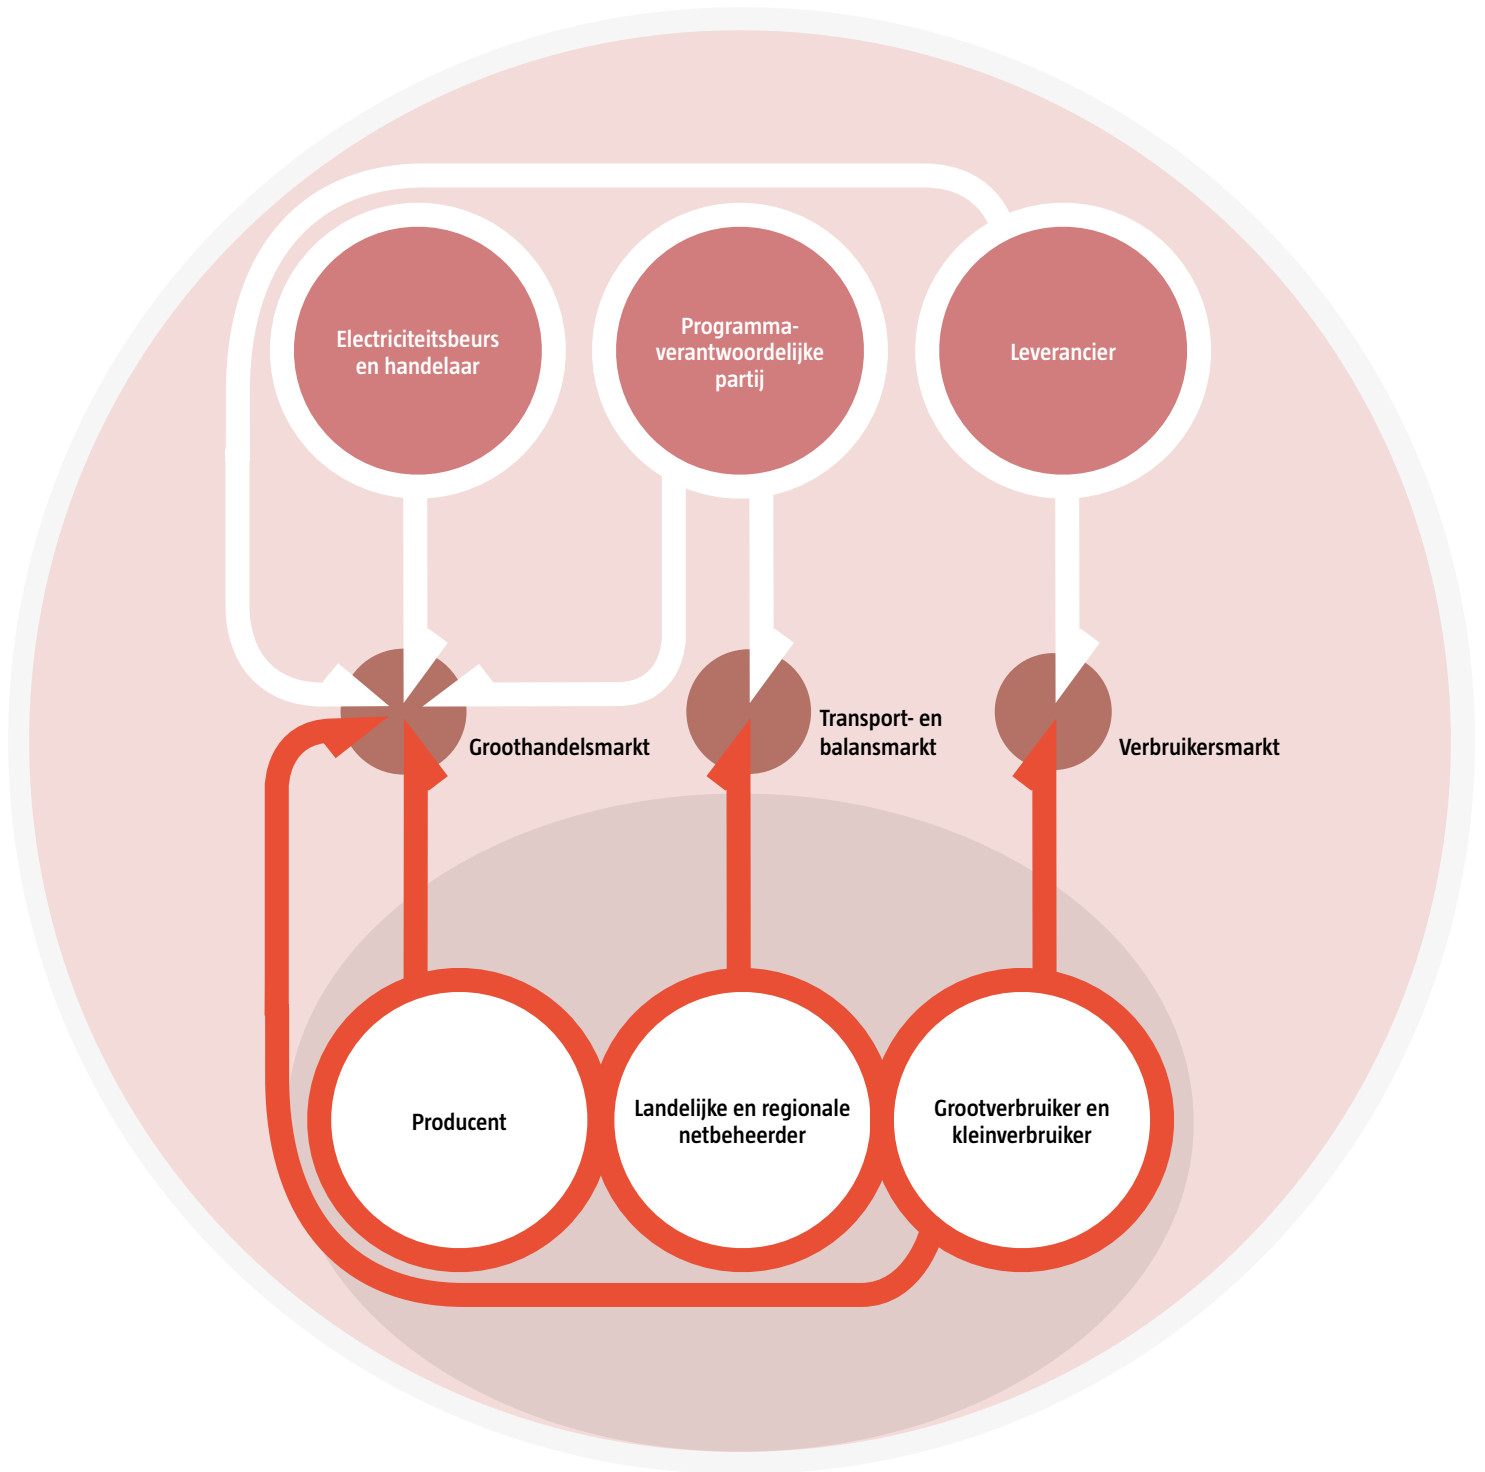 Electriciteitsbeurs
en handelaar
Programma-
verantwoordelijke
partij
Leverancier
Groothandelsmarkt
Transport- en
balansmarkt
Verbruikersmarkt
Producent
Landelijke en regionale
netbeheerder
Grootverbruiker en
kleinverbruiker